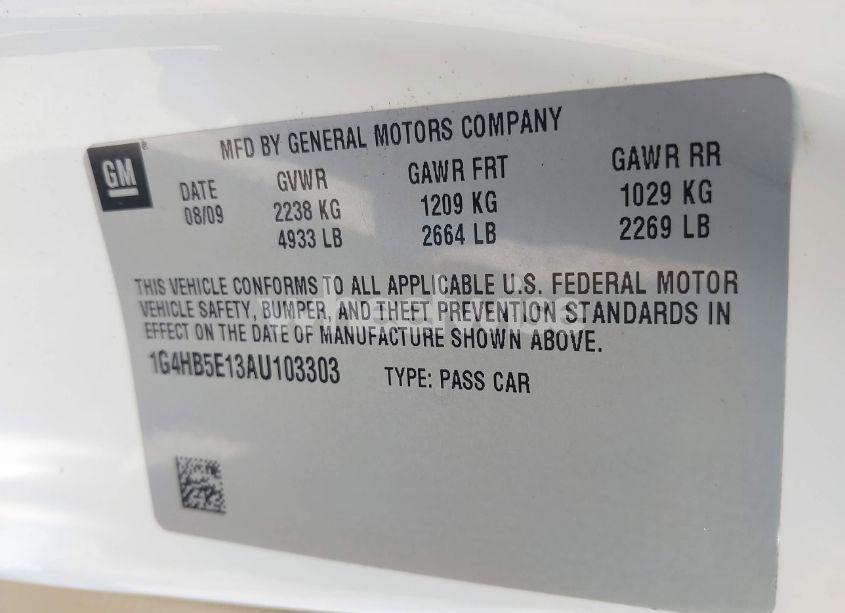 MFD BY GENERAL MOTORS COMPANY
GM
DATE GVWR GAWR FRT GAWR RR
08/09 2238 KG 1209 KG 1029 KG
4933 LB 2664 LB 2269 LB
THIS VEHICLE CONFORMS TO ALL APPLICABLE U.S. FEDERAL MOTOR
VEHICLE SAFETY, BUMPER, AND THEFT PREVENTION STANDARDS IN
EFFECT ON THE DATE OF MANUFACTURE SHOWN ABOVE.
1G4HB5E13AU103303 TYPE: PASS CAR